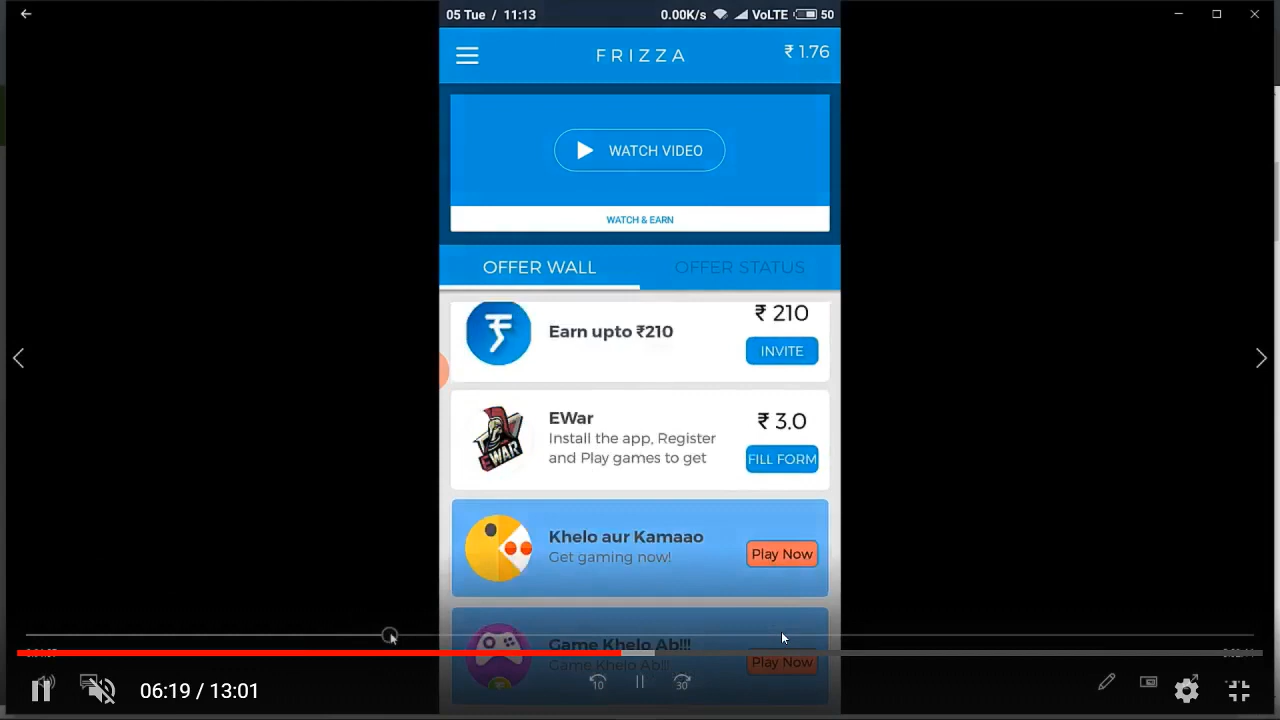 05 Tue / 11:13
0.00K/s VoLTE 50
FRIZZA
₹ 1.76
WATCH VIDEO
WATCH & EARN
OFFER WALL
OFFER STATUS
₹ 210
Earn upto ₹210
INVITE
EWar
₹ 3.0
Install the app, Register
and Play games to get
FILL FORM
EWAR
Khelo aur Kamaao
Get gaming now!
Play Now
Game Khelo Ab!!!
Game Khelo Ab!!!
Play Now
10
30
06:19 / 13:01